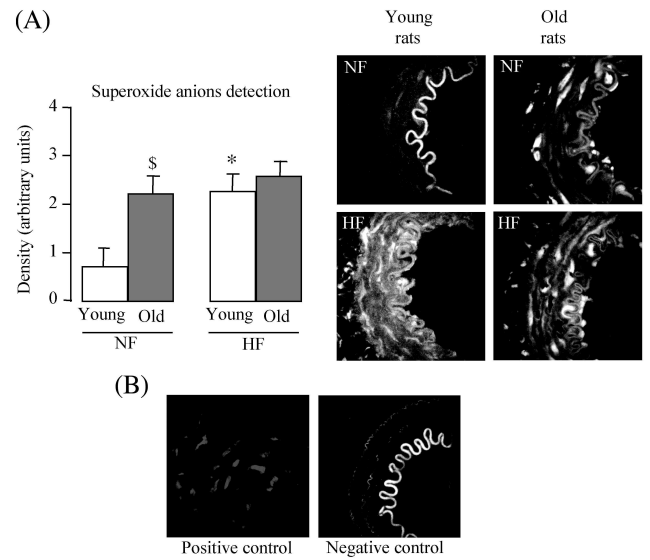 (A)
Young
rats
Old
rats
Superoxide anions detection
Density (arbitrary units)
4
3
2
1
0
$
*
Young
Old
Young
Old
NF
HF
NF
NF
HF
HF
(B)
Positive control
Negative control